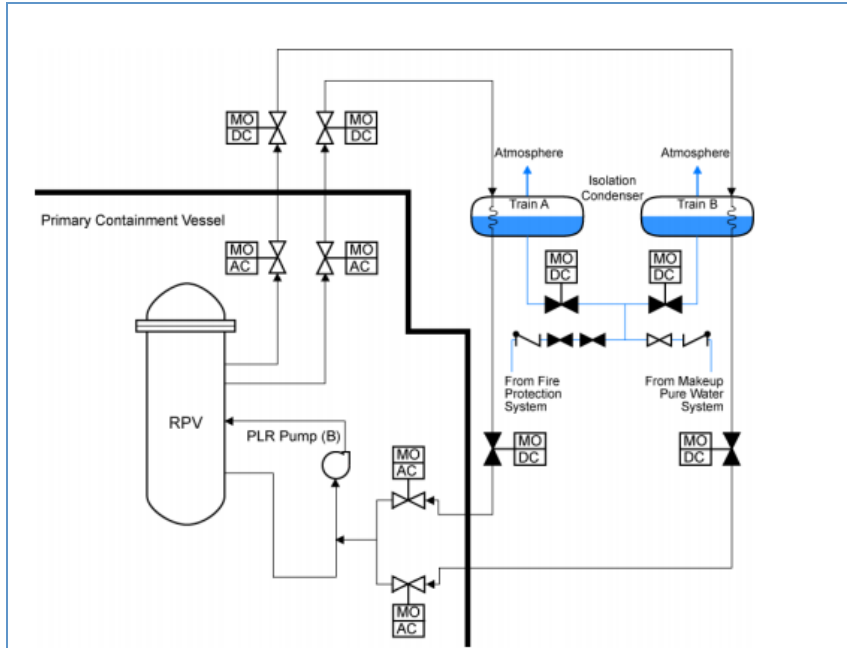 MO
DC
MO
DC
Atmosphere
Atmosphere
Isolation
Condenser
Train A
Train B
Primary Containment Vessel
MO
AC
MO
AC
MO
DC
MO
DC
From Fire
Protection
System
From Makeup
Pure Water
System
RPV
PLR Pump (B)
MO
AC
MO
DC
MO
DC
MO
AC